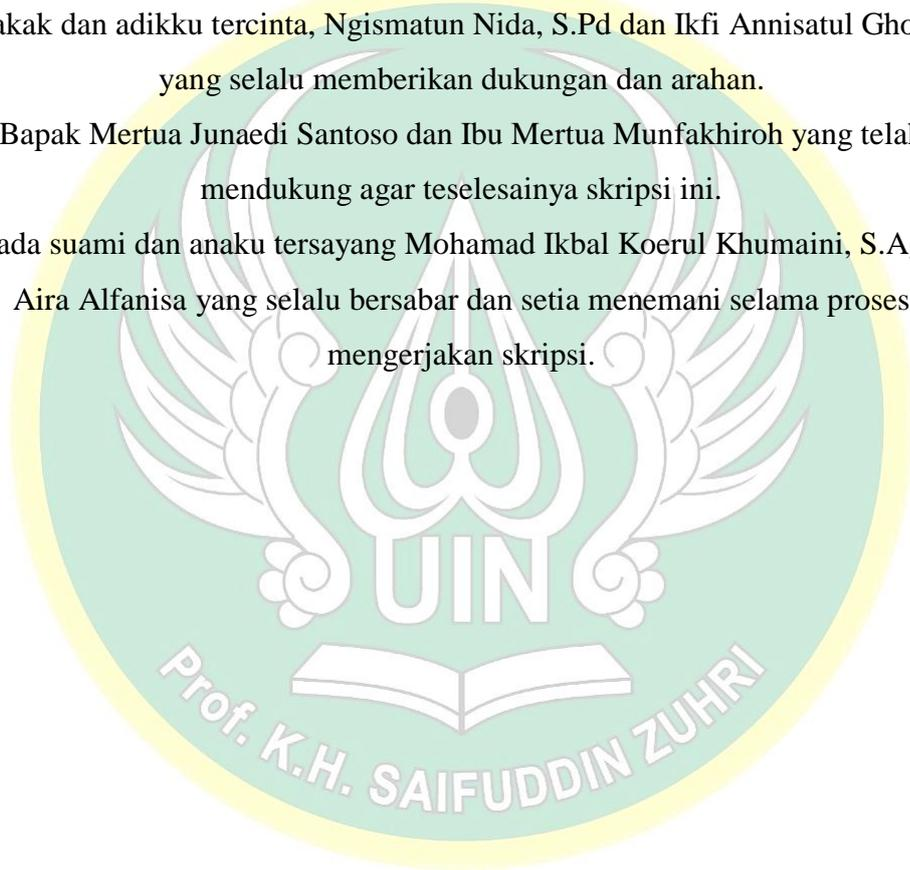 akak dan adikku tercinta, Ngismatun Nida, S.Pd dan Ikfi Annisatul Gho
yang selalu memberikan dukungan dan arahan.
Bapak Mertua Junaedi Santoso dan Ibu Mertua Munfakhiroh yang tela
mendukung agar teselesainya skripsi ini.
ada suami dan anaku tersayang Mohamad Ikbal Koerul Khumaini, S.A
Aira Alfanisa yang selalu bersabar dan setia menemani selama proses
mengerjakan skripsi.
UIN
Prof. K.H. SAIFUDDIN ZUHRI